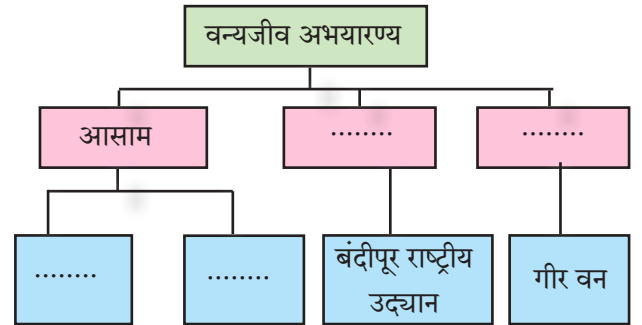 वन्यजीव अभयारण्य
आसाम
........
........
........
........
बंदीपूर राष्ट्रीय
उद्यान
गीर वन